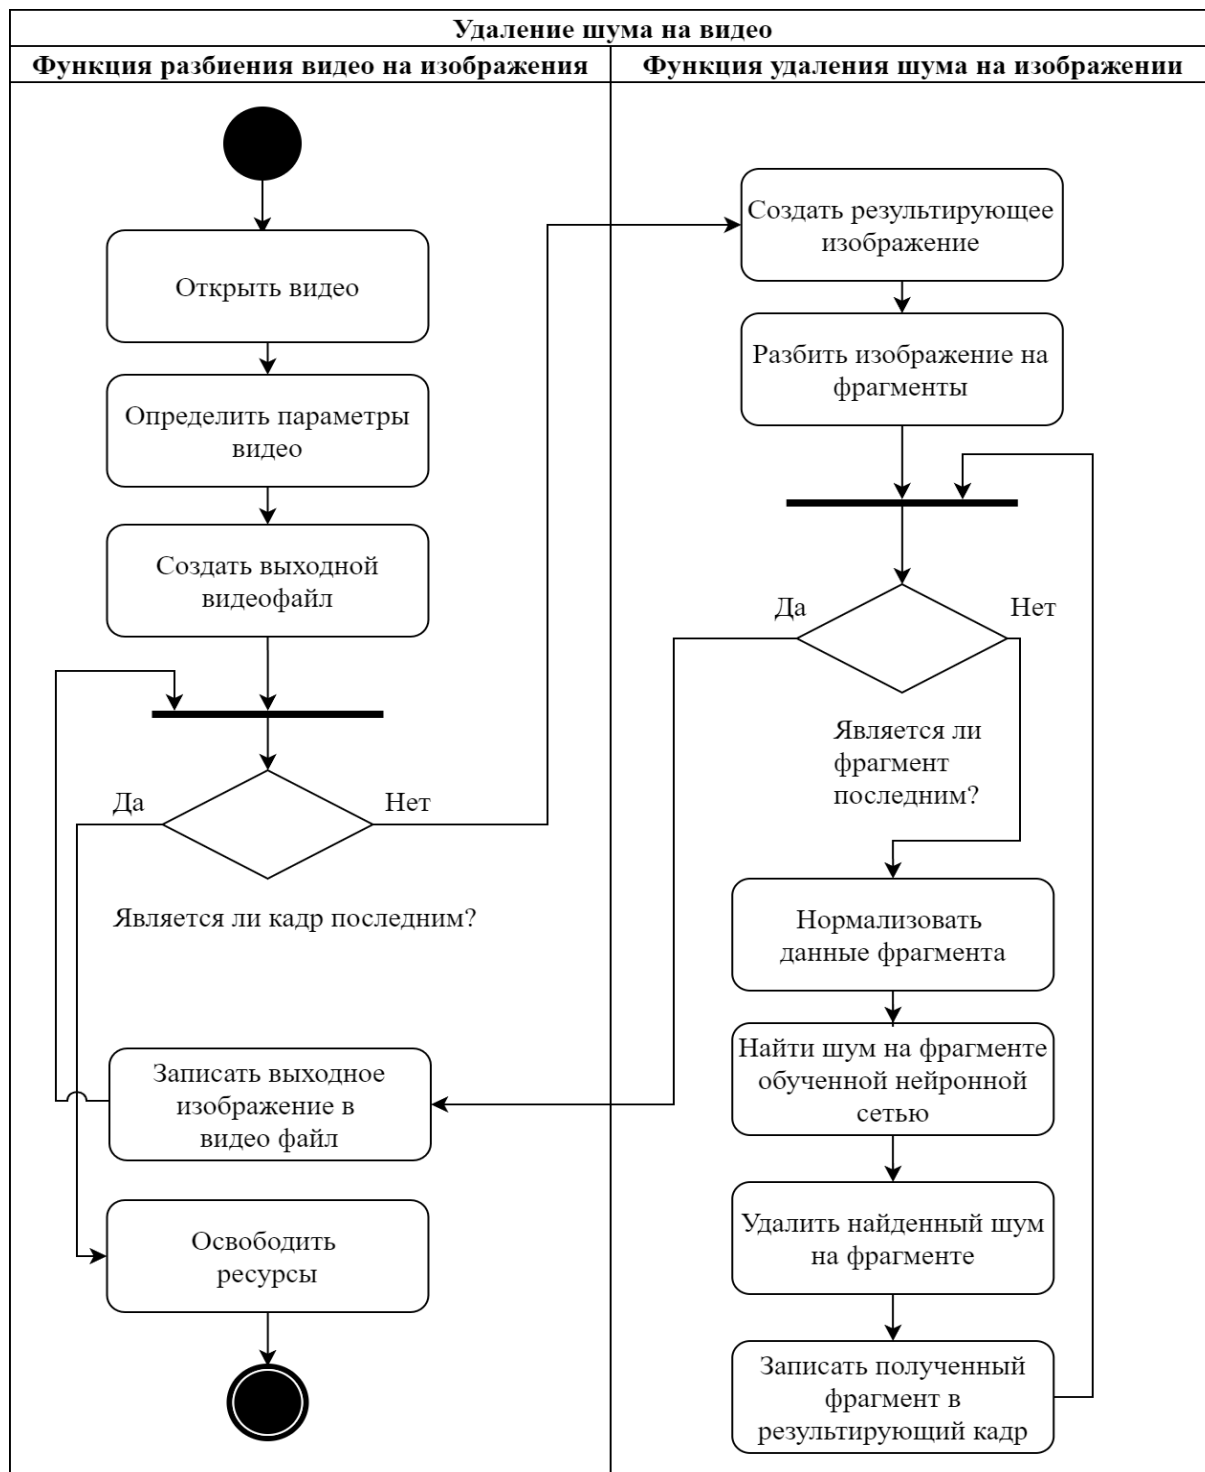 Удаление шума на видео
Функция разбиения видео на изображения
Функция удаления шума на изображении
Открыть видео
Определить параметры
видео
Создать выходной
видеофайл
Да
Нет
Является ли кадр последним?
Записать выходное
изображение в
видео файл
Освободить
ресурсы
Создать результирующее
изображение
Разбить изображение на
фрагменты
Да
Нет
Является ли
фрагмент
последним?
Нормализовать
данные фрагмента
Найти шум на фрагменте
обученной нейронной
сетью
Удалить найденный шум
на фрагменте
Записать полученный
фрагмент в
результирующий кадр